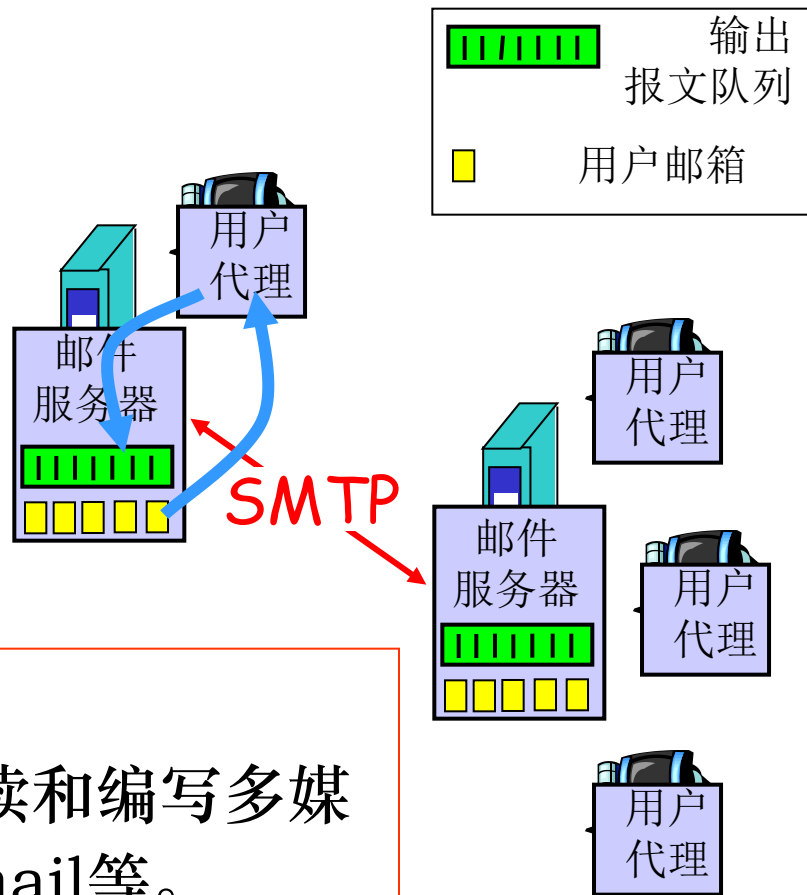 输出
报文队列
用户邮箱
用户
代理
邮件
服务器
SMTP
用户
代理
邮件
服务器
用户
代理
读和编写多媒
mail等。
用户
代理